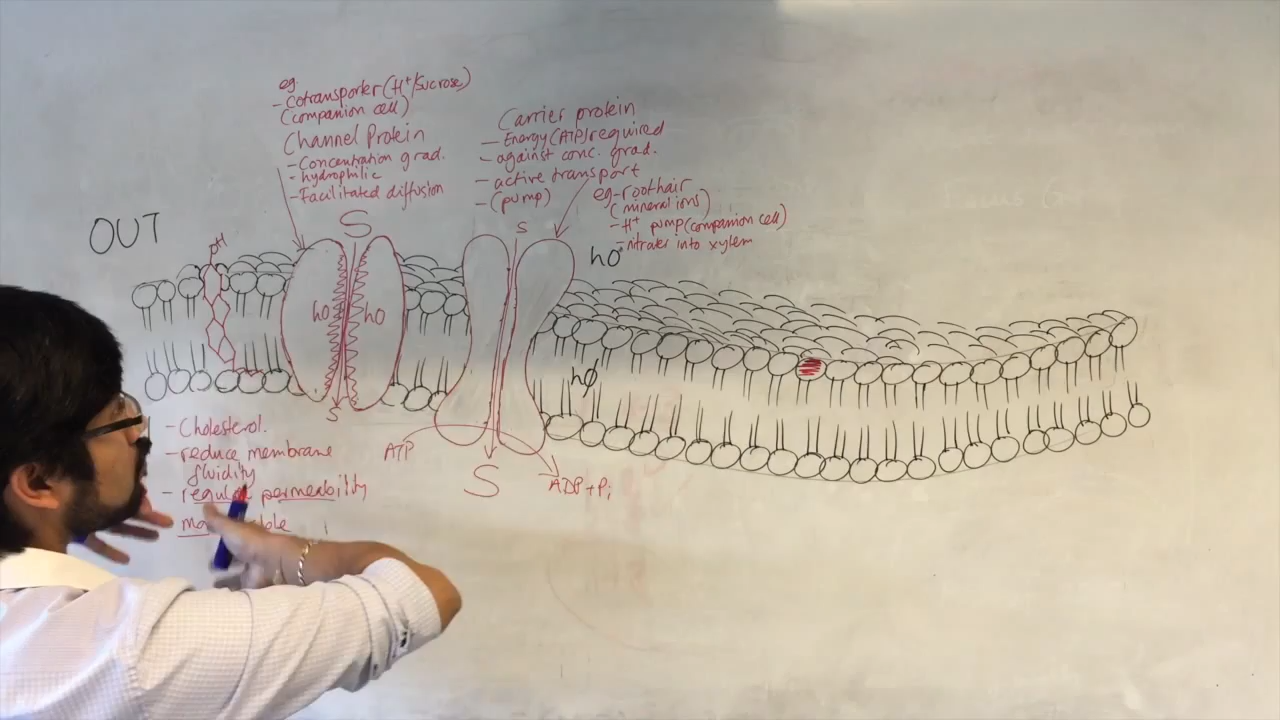 eg
- Cotransporter (H⁺/Sucrose)
(companion cell)
Channel Protein
- Concentration grad.
- hydrophilic
- Facilitated diffusion
Carrier protein
- Energy (ATP) required
- against conc. grad.
- active transport
- (pump)
eg - root hair
(mineral ions)
- H⁺ pump (companion cell)
- nitrates into xylem
OUT
OH
S
S
hO
hO
hO
hO
S
S
ATP
ADP + Pi
- Cholesterol.
- reduce membrane
fluidity
- regul permeability